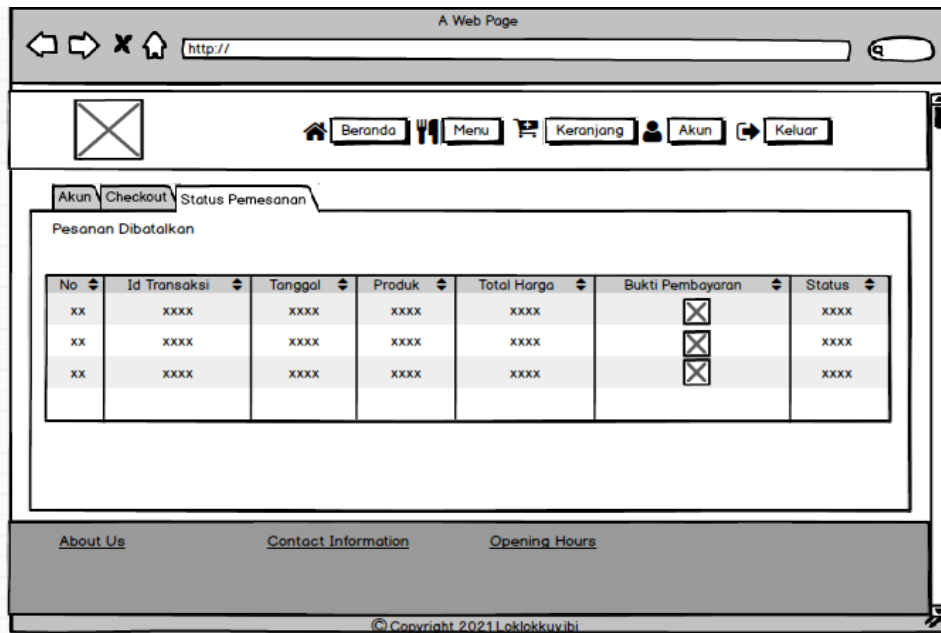 A Web Page
http://
Beranda Menu Keranjang Akun Keluar
Akun Checkout Status Pemesanan
Pesanan Dibatalkan
No Id Transaksi Tanggal Produk Total Harga Bukti Pembayaran Status
xx xxxx xxxx xxxx xxxx xxxx
xx xxxx xxxx xxxx xxxx xxxx
xx xxxx xxxx xxxx xxxx xxxx
About Us Contact Information Opening Hours
© Copyright 2021 Loklokkuyibi